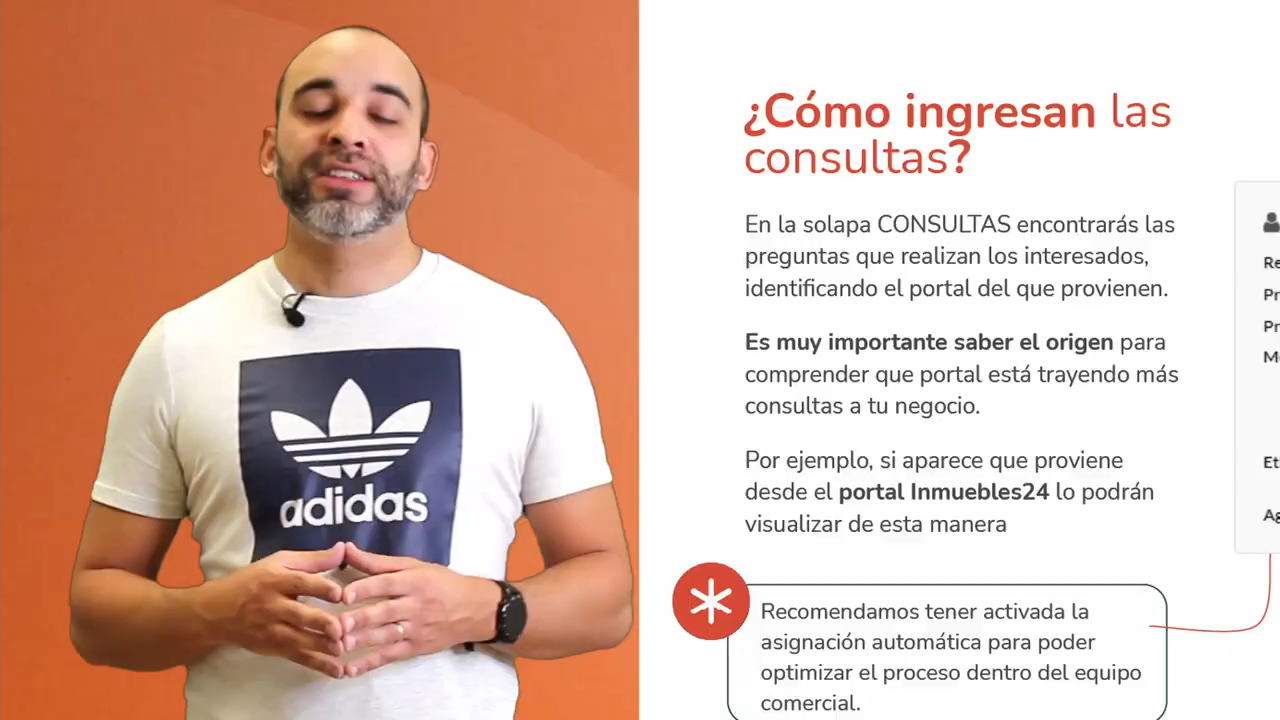 adidas
¿Cómo ingresan las
consultas?
En la solapa CONSULTAS encontrarás las
preguntas que realizan los interesados,
identificando el portal del que provienen.
Es muy importante saber el origen para
comprender que portal está trayendo más
consultas a tu negocio.
Por ejemplo, si aparece que proviene
desde el portal Inmuebles24 lo podrán
visualizar de esta manera
Recomendamos tener activada la
asignación automática para poder
optimizar el proceso dentro del equipo
comercial.